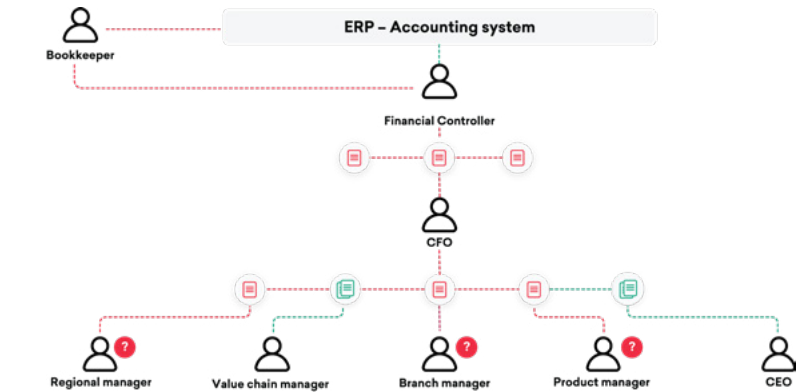 ERP – Accounting system
Bookkeeper
Financial Controller
CFO
?
?
?
Regional manager
Value chain manager
Branch manager
Product manager
CEO